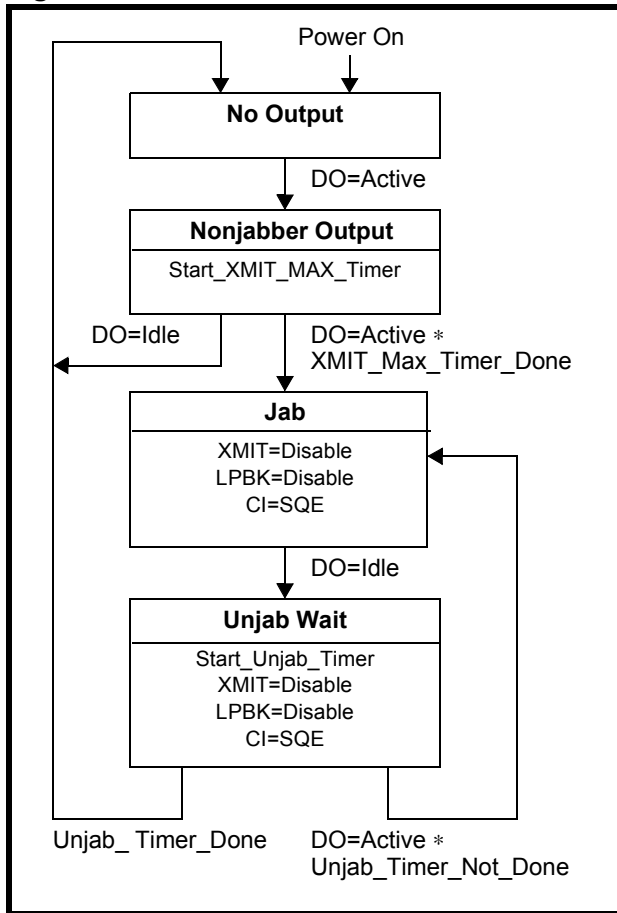 Power On
No Output
DO=Active
Nonjabber Output
Start_XMIT_MAX_Timer
DO=Idle
DO=Active *
XMIT_Max_Timer_Done
Jab
XMIT=Disable
LPBK=Disable
CI=SQE
DO=Idle
Unjab Wait
Start_Unjab_Timer
XMIT=Disable
LPBK=Disable
CI=SQE
Unjab_ Timer_Done
DO=Active *
Unjab_Timer_Not_Done